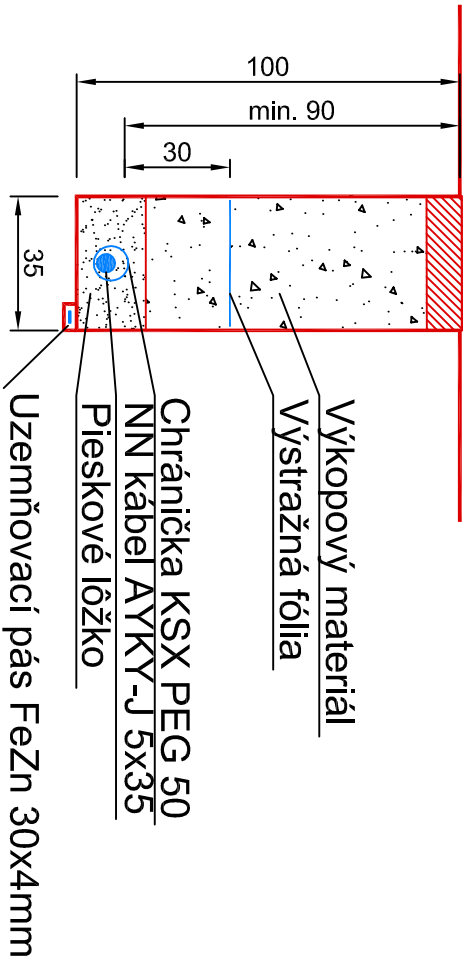 100
min. 90
30
35
Výkopový materiál
Výstražná fólia
Chránička KSX PEG 50
NN kábel AYKY-J 5x35
Pieskové lôžko
Uzemňovací pás FeZn 30x4mm